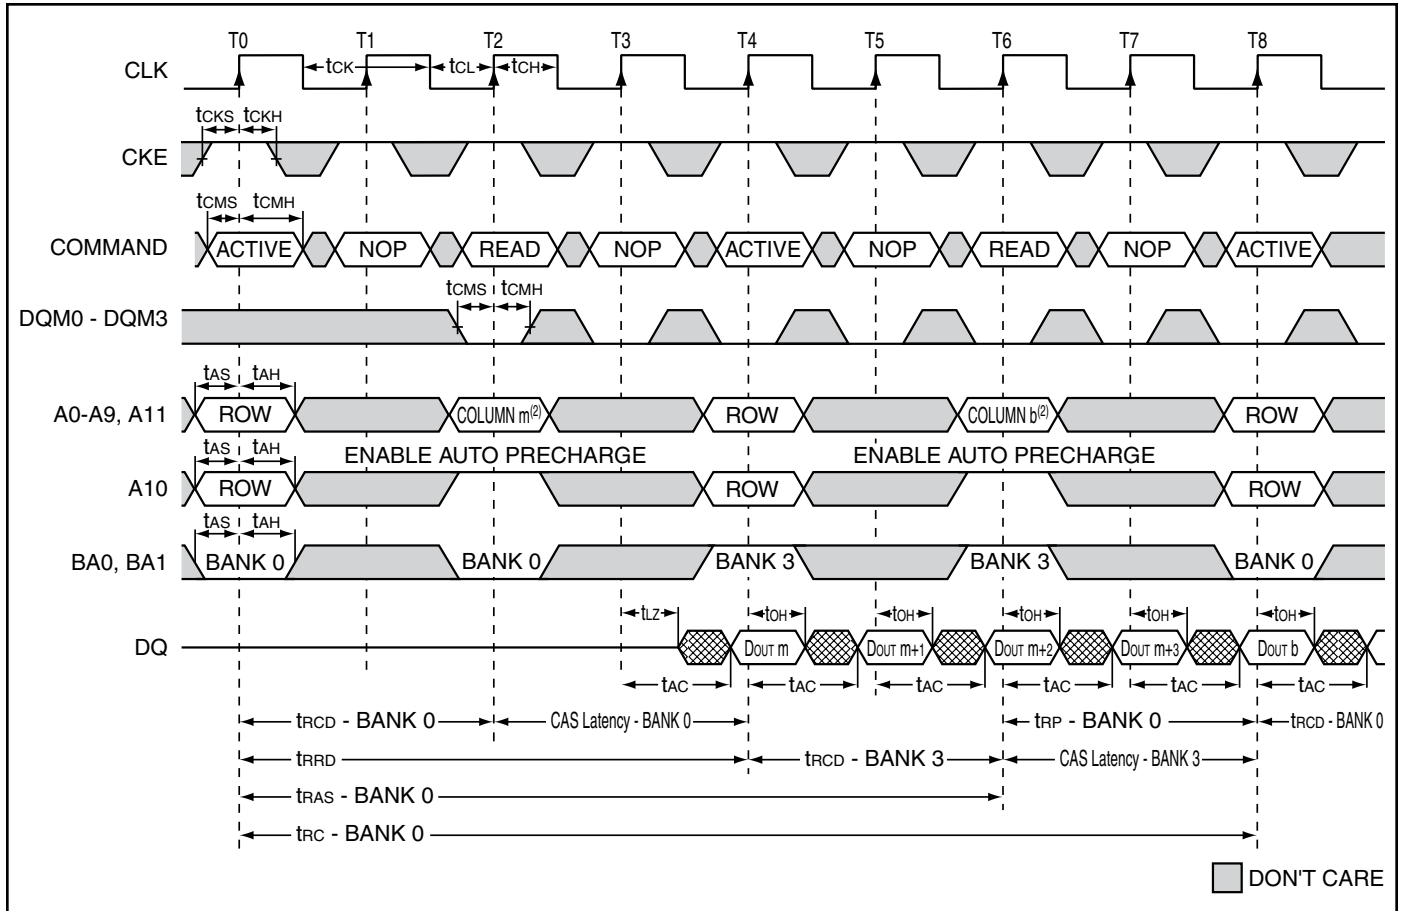 T0 T1 T2 T3 T4 T5 T6 T7 T8
CLK tCK tCL tCH
tCKS tCKH
CKE
tCMS tCMH
COMMAND ACTIVE NOP READ NOP ACTIVE NOP READ NOP ACTIVE
tCMS tCMH
DQM0 - DQM3
tAS tAH
A0-A9, A11 ROW COLUMN m(2) ROW COLUMN b(2) ROW
tAS tAH ENABLE AUTO PRECHARGE ENABLE AUTO PRECHARGE
A10 ROW ROW ROW
tAS tAH
BA0, BA1 BANK 0 BANK 0 BANK 3 BANK 3 BANK 0
tLZ tOH tOH tOH tOH tOH
DQ DOUT m DOUT m+1 DOUT m+2 DOUT m+3 DOUT b
tAC tAC tAC tAC tAC tAC
tRCD - BANK 0 CAS Latency - BANK 0 tRP - BANK 0 tRCD - BANK 0
tRRD tRCD - BANK 3 CAS Latency - BANK 3
tRAS - BANK 0
tRC - BANK 0
DON'T CARE